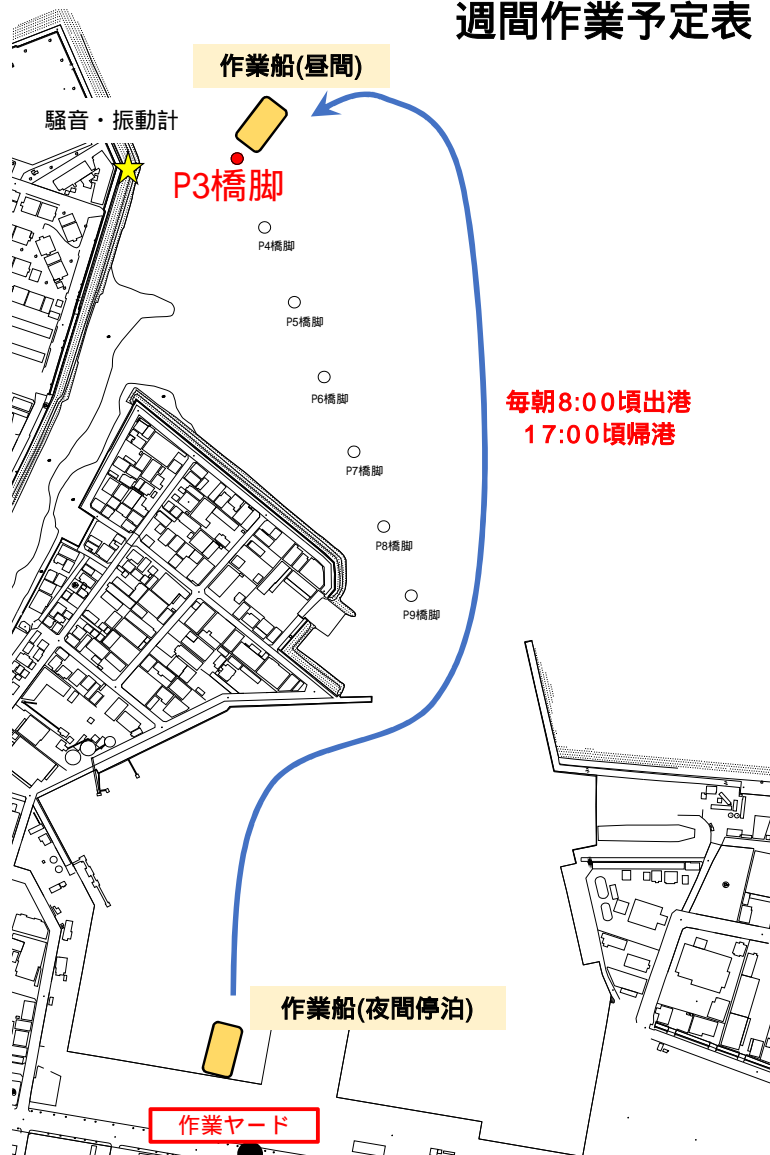 週間作業予定表
作業船(昼間)
騒音・振動計
P3橋脚
P4橋脚
P5橋脚
P6橋脚
毎朝8:00頃出港
17:00頃帰港
P7橋脚
P8橋脚
P9橋脚
作業船(夜間停泊)
作業ヤード